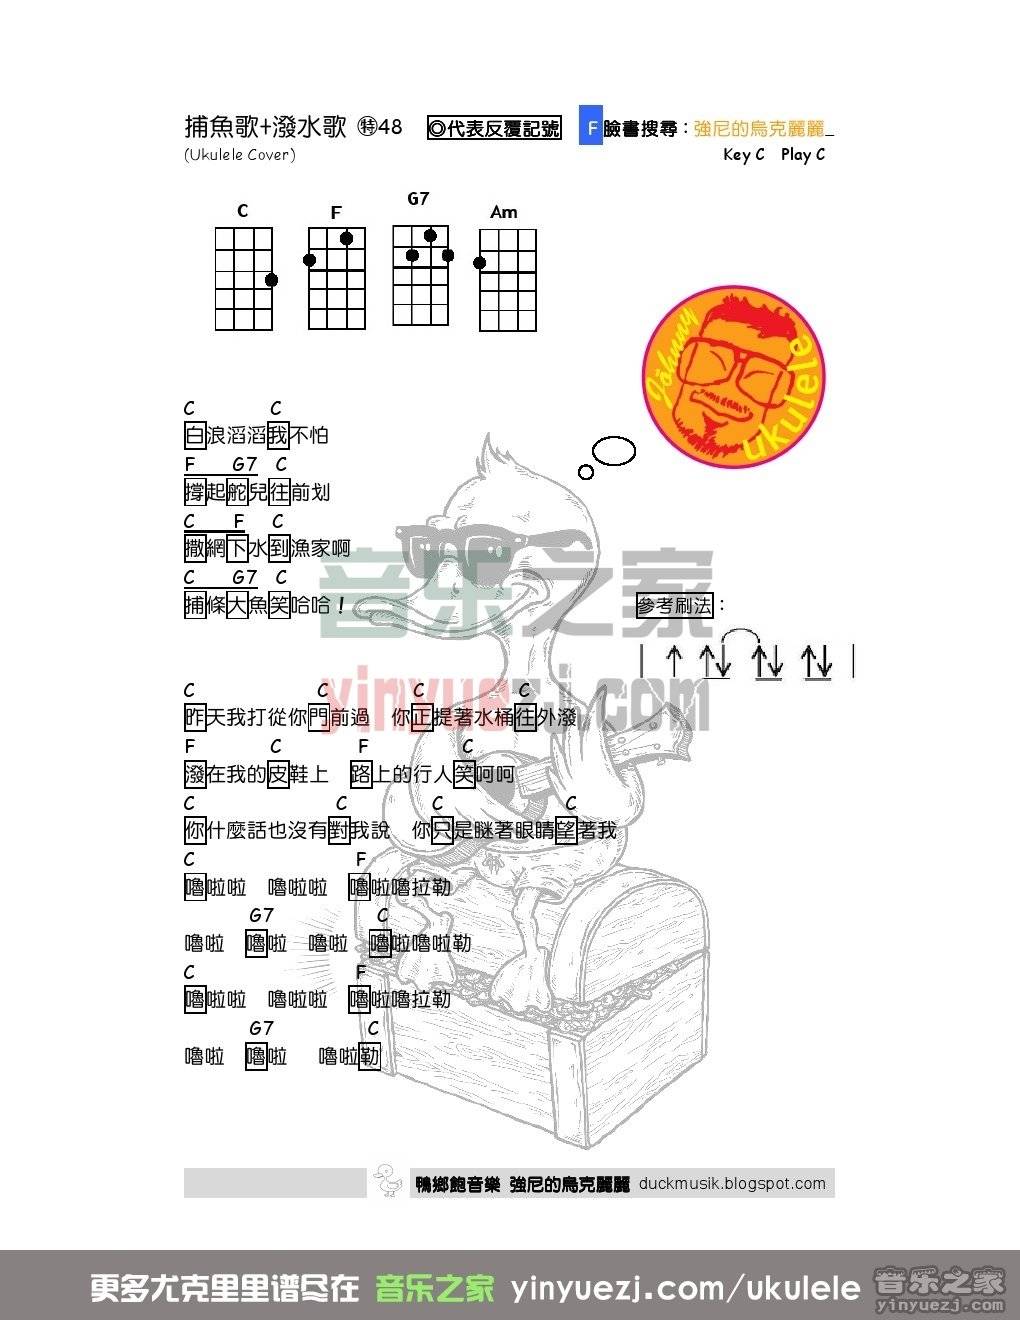 捕魚歌+潑水歌 ㊕48 ◎代表反覆記號 F 臉書搜尋：強尼的烏克麗麗_
(Ukulele Cover) Key C Play C
C F G7 Am
Jöhnny
ukulele
C C
白浪滔滔我不怕
F G7 C
撐起舵兒往前划
C F C
撒網下水到漁家啊
C G7 C
捕條大魚笑哈哈！
音乐之家
yinyuezj.com
參考刷法：
| ↑ ↑↓ ↑↓ ↑↓ |
C C C C
昨天我打從你門前過 你正提著水桶往外潑
F C F C
潑在我的皮鞋上 路上的行人笑呵呵
C C C C
你什麼話也沒有對我說 你只是瞇著眼睛望著我
C F
嚕啦啦 嚕啦啦 嚕啦嚕拉勒
G7 C
嚕啦 嚕啦 嚕啦 嚕啦嚕啦勒
C F
嚕啦啦 嚕啦啦 嚕啦嚕拉勒
G7 C
嚕啦 嚕啦 嚕啦勒
鴨鄉飽音樂 強尼的烏克麗麗 duckmusik.blogspot.com
更多尤克里里谱尽在 音乐之家 yinyuezj.com/ukulele
音乐之家
yinyuezj.com